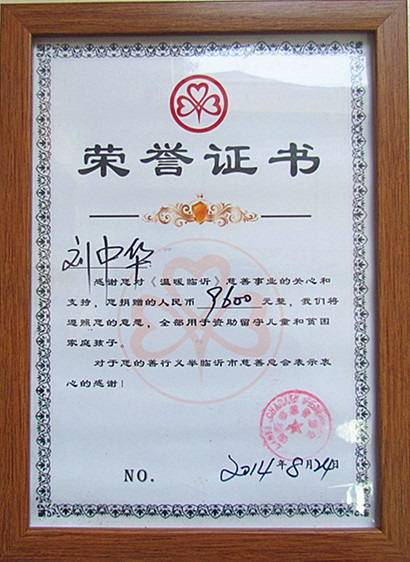 荣誉证书
刘中华
感谢您对《温暖临沂》慈善事业的关心和
支持，您捐赠的人民币 9600 元整，我们将
遵照您的意愿，全部用于资助留守儿童和贫困
家庭孩子。
对于您的善行义举临沂市慈善总会表示衷
心的感谢！
NO.
2014年8月24日